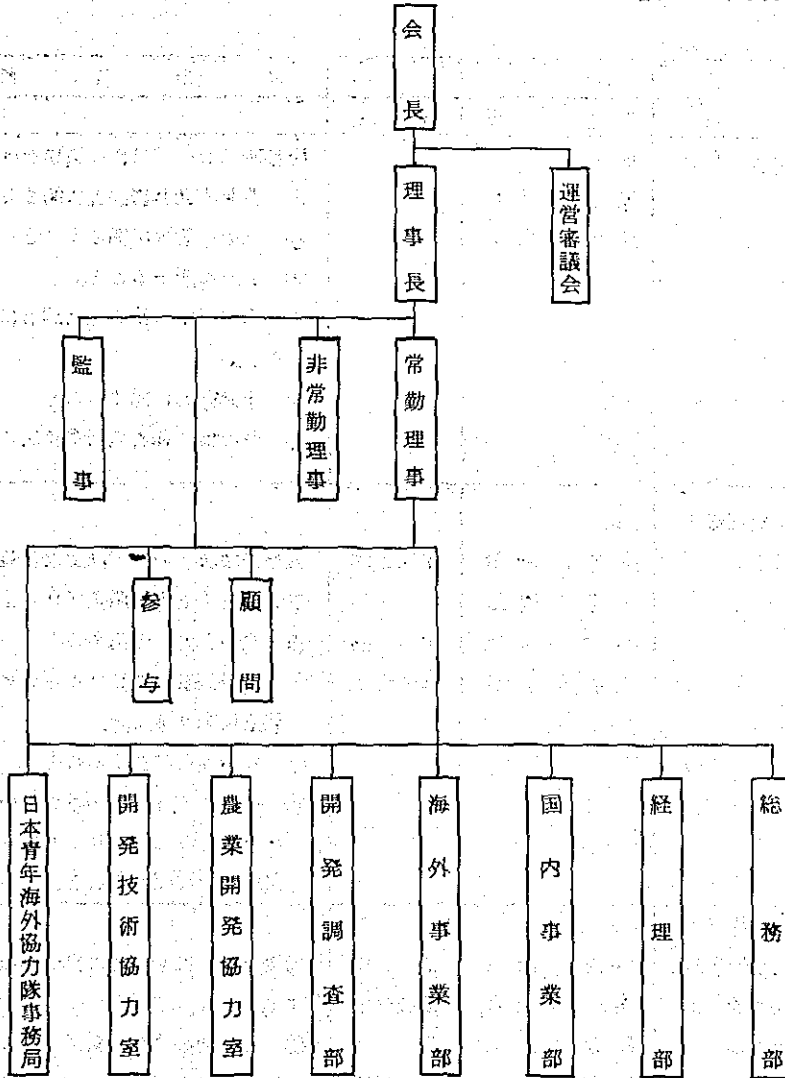 会長
運営審議会
理事長
常勤理事
非常勤理事
監事
顧問
参与
総務部
経理部
国内事業部
海外事業部
開発調査部
農業開発協力室
開発技術協力室
日本青年海外協力隊事務局